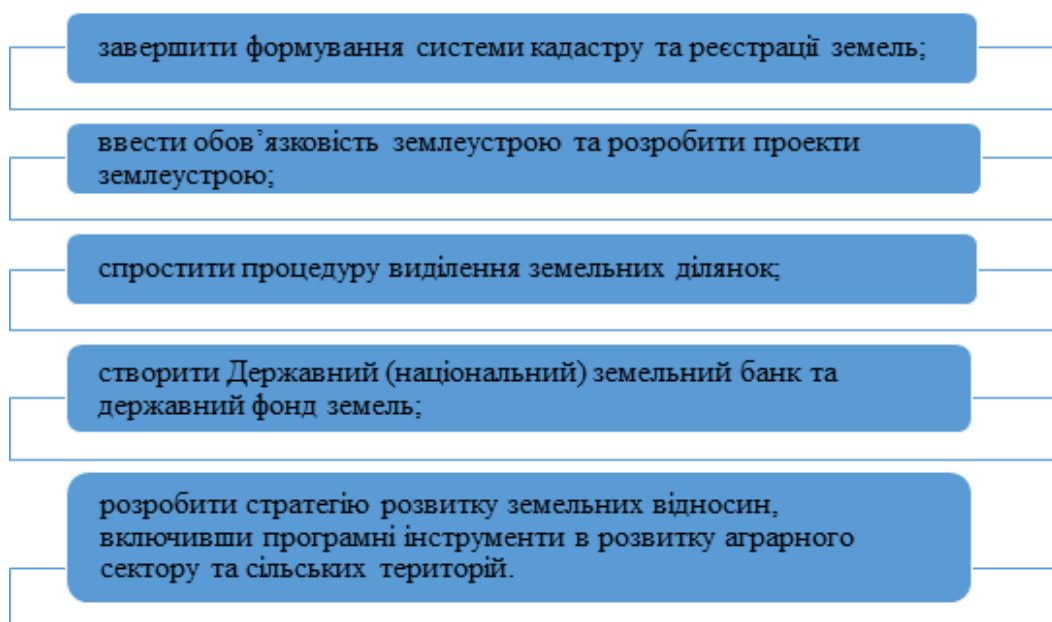 завершити формування системи кадастру та реєстрації земель;
ввести обов’язковість землеустрою та розробити проекти
землеустрою;
спростити процедуру виділення земельних ділянок;
створити Державний (національний) земельний банк та
державний фонд земель;
розробити стратегію розвитку земельних відносин,
включивши програмні інструменти в розвитку аграрного
сектору та сільських територій.